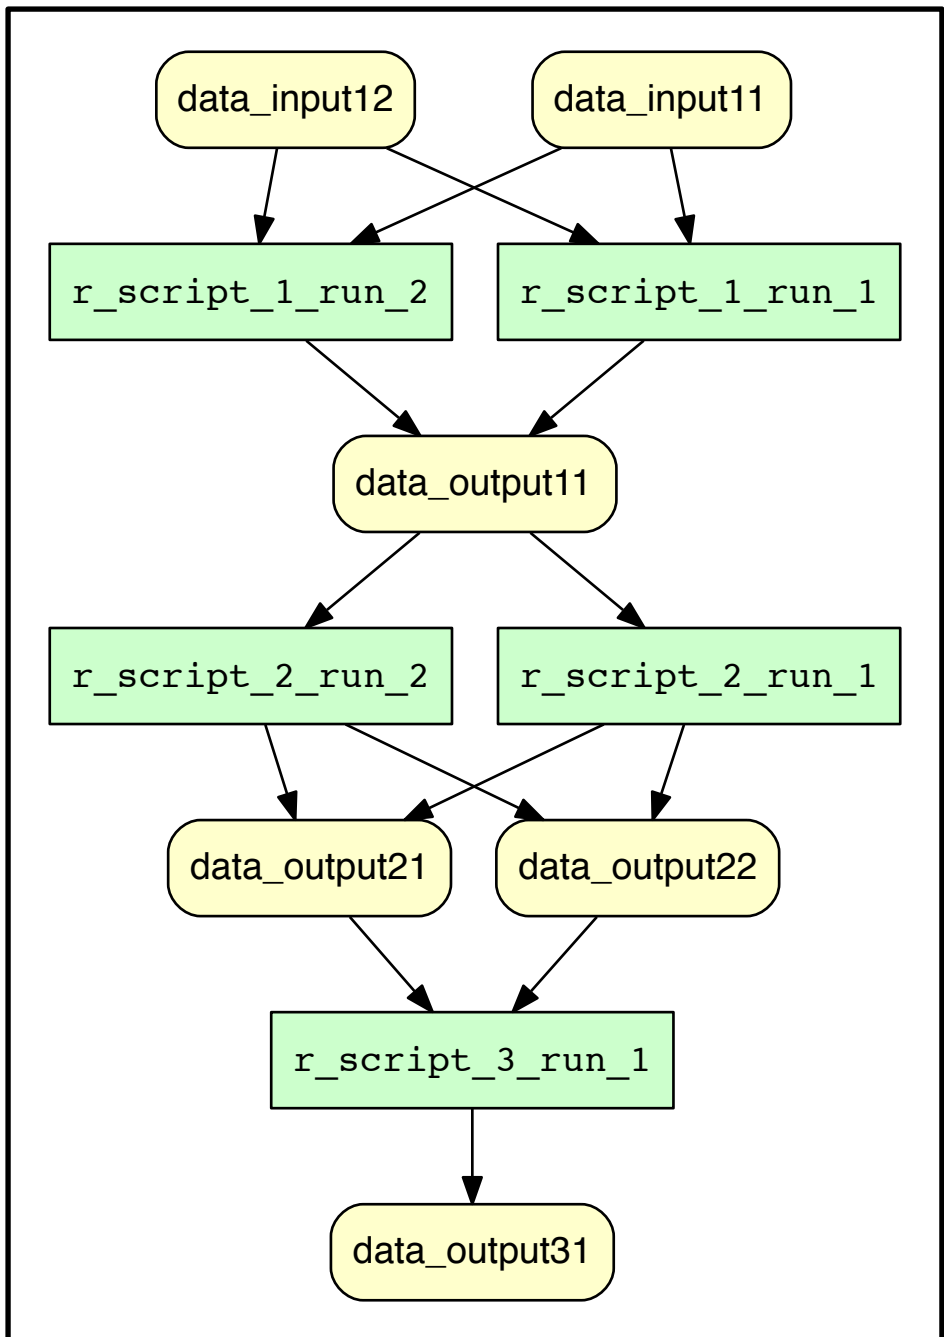 data_input12
data_input11
r_script_1_run_2
r_script_1_run_1
data_output11
r_script_2_run_2
r_script_2_run_1
data_output21
data_output22
r_script_3_run_1
data_output31